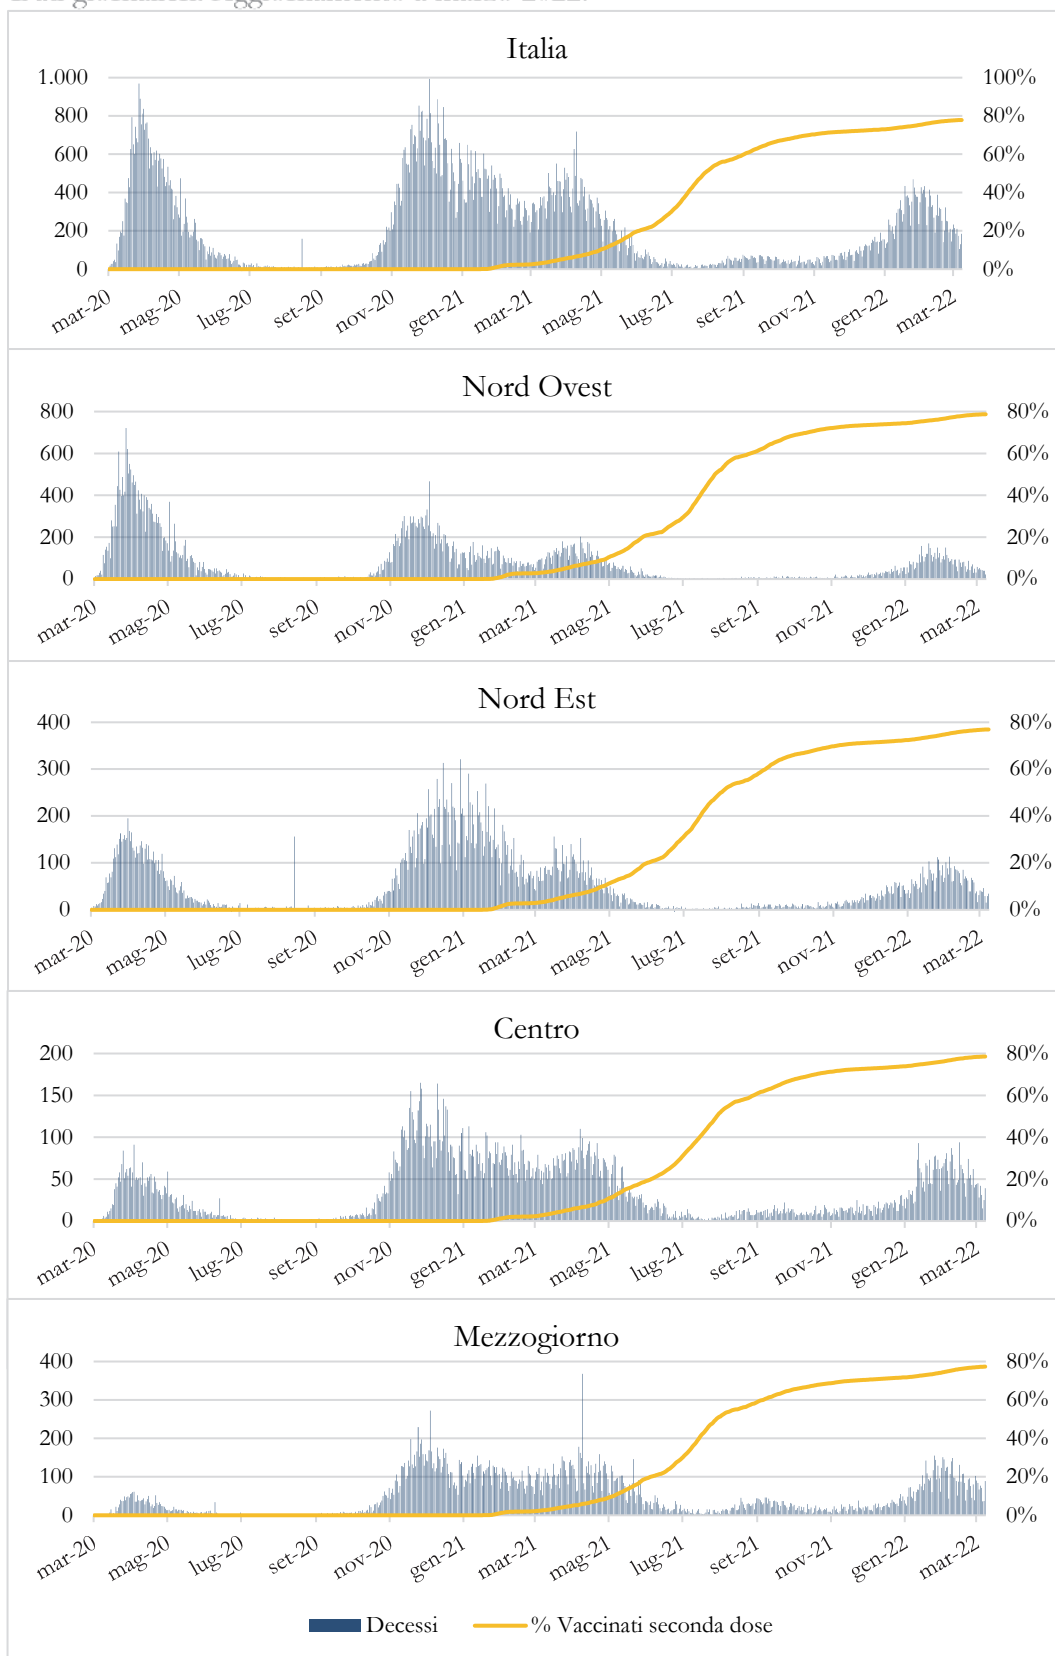 Italia
1.000 100%
800 80%
600 60%
400 40%
200 20%
0 0%
mar-20 mag-20 lug-20 set-20 nov-20 gen-21 mar-21 mag-21 lug-21 set-21 nov-21 gen-22 mar-22
Nord Ovest
800 80%
600 60%
400 40%
200 20%
0 0%
mar-20 mag-20 lug-20 set-20 nov-20 gen-21 mar-21 mag-21 lug-21 set-21 nov-21 gen-22 mar-22
Nord Est
400 80%
300 60%
200 40%
100 20%
0 0%
mar-20 mag-20 lug-20 set-20 nov-20 gen-21 mar-21 mag-21 lug-21 set-21 nov-21 gen-22 mar-22
Centro
200 80%
150 60%
100 40%
50 20%
0 0%
mar-20 mag-20 lug-20 set-20 nov-20 gen-21 mar-21 mag-21 lug-21 set-21 nov-21 gen-22 mar-22
Mezzogiorno
400 80%
300 60%
200 40%
100 20%
0 0%
mar-20 mag-20 lug-20 set-20 nov-20 gen-21 mar-21 mag-21 lug-21 set-21 nov-21 gen-22 mar-22
Decessi % Vaccinati seconda dose